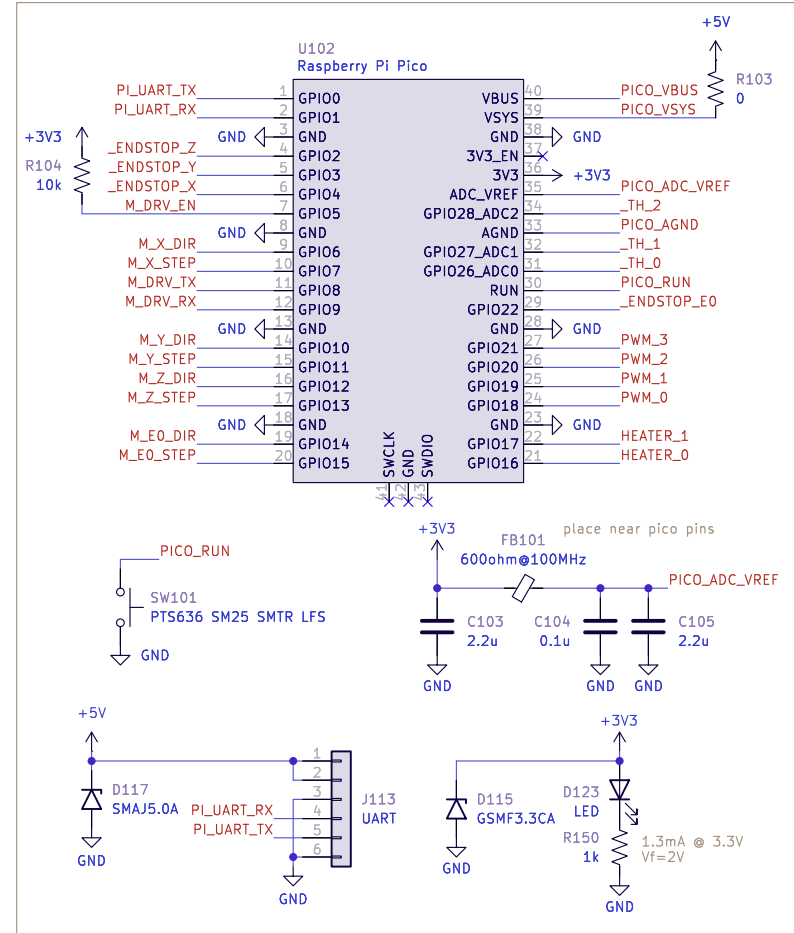 +5V
U102
Raspberry Pi Pico
R103
0
PI_UART_TX 1 GPIO0 VBUS 40 PICO_VBUS
PI_UART_RX 2 GPIO1 VSYS 39 PICO_VSYS
GND 3 GND GND 38 GND
+3V3
_ENDSTOP_Z 4 GPIO2 3V3_EN 37
R104
10k
_ENDSTOP_Y 5 GPIO3 3V3 36 +3V3
_ENDSTOP_X 6 GPIO4 ADC_VREF 35 PICO_ADC_VREF
M_DRV_EN 7 GPIO5 GPIO28_ADC2 34 _TH_2
GND 8 GND AGND 33 PICO_AGND
M_X_DIR 9 GPIO6 GPIO27_ADC1 32 _TH_1
M_X_STEP 10 GPIO7 GPIO26_ADC0 31 _TH_0
M_DRV_TX 11 GPIO8 RUN 30 PICO_RUN
M_DRV_RX 12 GPIO9 GPIO22 29 _ENDSTOP_E0
GND 13 GND GND 28 GND
M_Y_DIR 14 GPIO10 GPIO21 27 PWM_3
M_Y_STEP 15 GPIO11 GPIO20 26 PWM_2
M_Z_DIR 16 GPIO12 GPIO19 25 PWM_1
M_Z_STEP 17 GPIO13 GPIO18 24 PWM_0
GND 18 GND GND 23 GND
M_E0_DIR 19 GPIO14 GPIO17 22 HEATER_1
M_E0_STEP 20 GPIO15 GPIO16 21 HEATER_0
SWCLK GND SWDIO
41 42 43
PICO_RUN
SW101
PTS636 SM25 SMTR LFS
GND
place near pico pins
+3V3
FB101
600ohm@100MHz
PICO_ADC_VREF
C103
2.2u
C104
0.1u
C105
2.2u
GND GND GND
+5V
D117
SMAJ5.0A
GND
1
2
3
PI_UART_RX 4
PI_UART_TX 5
6
J113
UART
GND
+3V3
D115
GSMF3.3CA
GND
D123
LED
R150
1k
1.3mA @ 3.3V
Vf=2V
GND